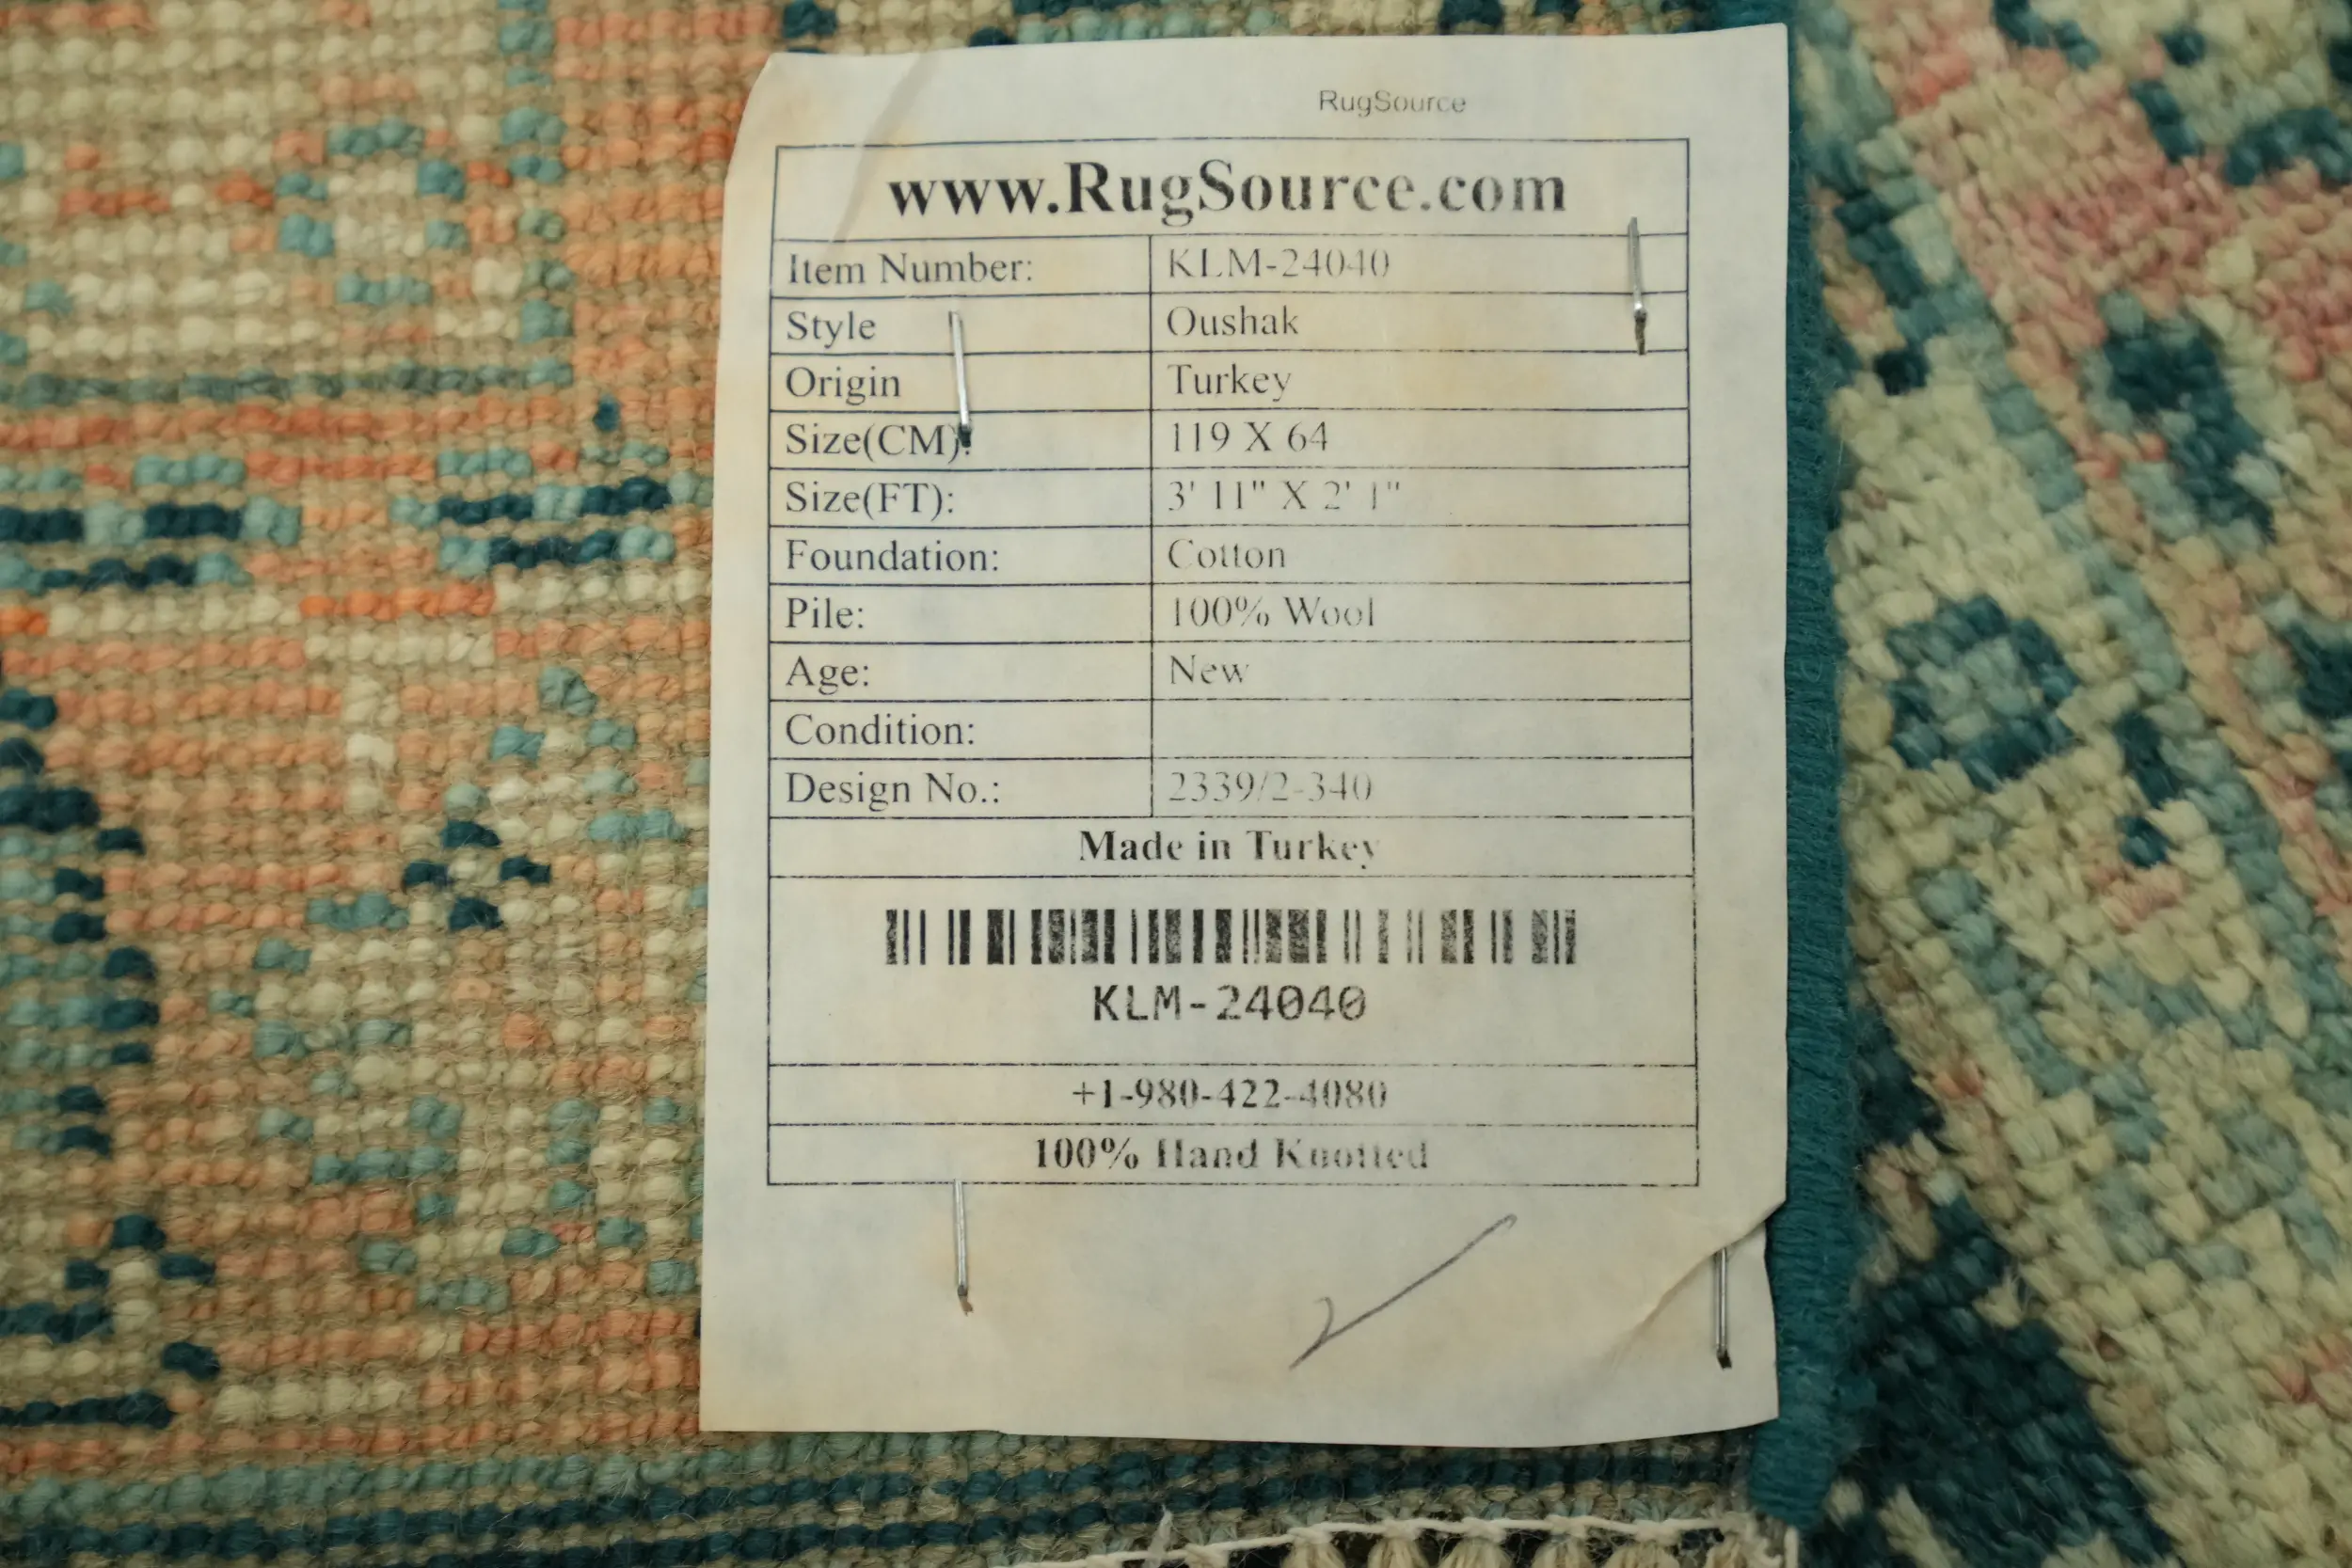 RugSource
www.RugSource.com
Item Number: KLM-24040
Style Oushak
Origin Turkey
Size(CM): 119 X 64
Size(FT): 3' 11" X 2' 1"
Foundation: Cotton
Pile: 100% Wool
Age: New
Condition:
Design No.: 2339/2-340
Made in Turkey
KLM-24040
+1-980-422-4080
100% Hand Knotted